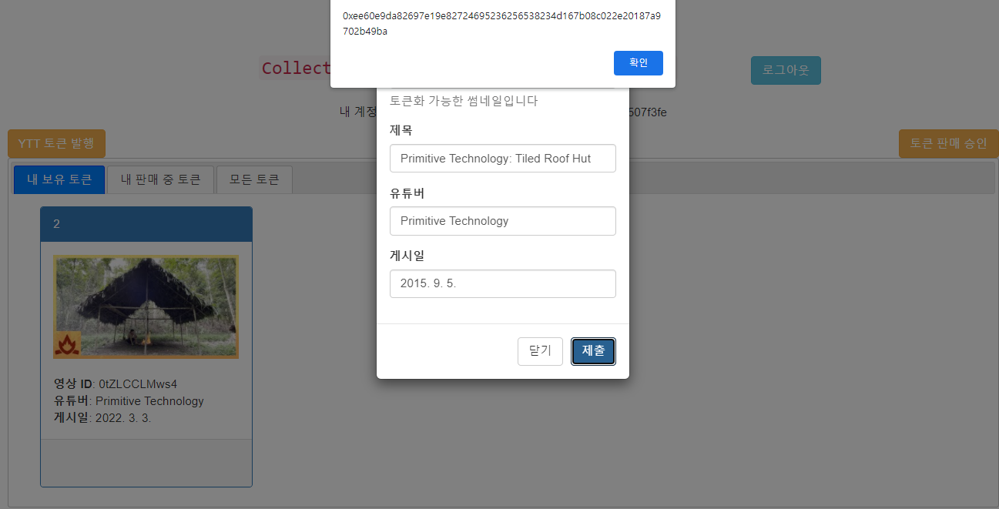 0xee60e9da82697e19e82724695236256538234d167b08c022e20187a9
702b49ba
확인
Collect
로그아웃
토큰화 가능한 썸네일입니다
내 계정
507f3fe
제목
YTT 토큰 발행
토큰 판매 승인
Primitive Technology: Tiled Roof Hut
내 보유 토큰
내 판매 중 토큰
모든 토큰
유튜버
2
Primitive Technology
게시일
2015. 9. 5.
닫기
제출
영상 ID: 0tZLCCLMws4
유튜버: Primitive Technology
게시일: 2022. 3. 3.